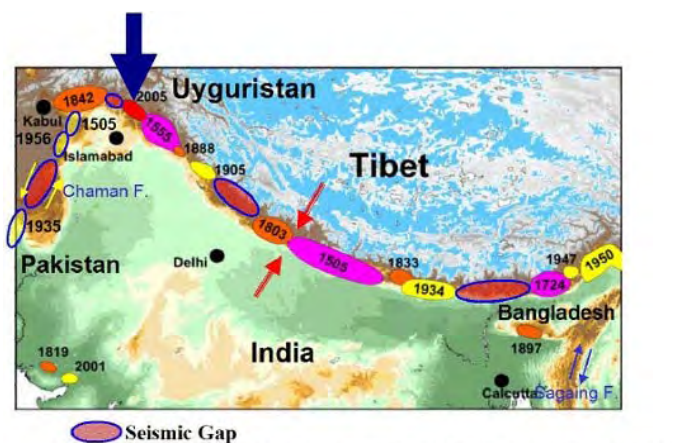 Uyguristan
2005
1842
Kabul
1505
1555
1956
Islamabad
1888
1905
Tibet
Chaman F.
1935
1803
Pakistan
Delhi
1505
1833
1947
1950
1934
1724
Bangladesh
1897
India
1819
2001
Calcutta
Sagaing F.
Seismic Gap